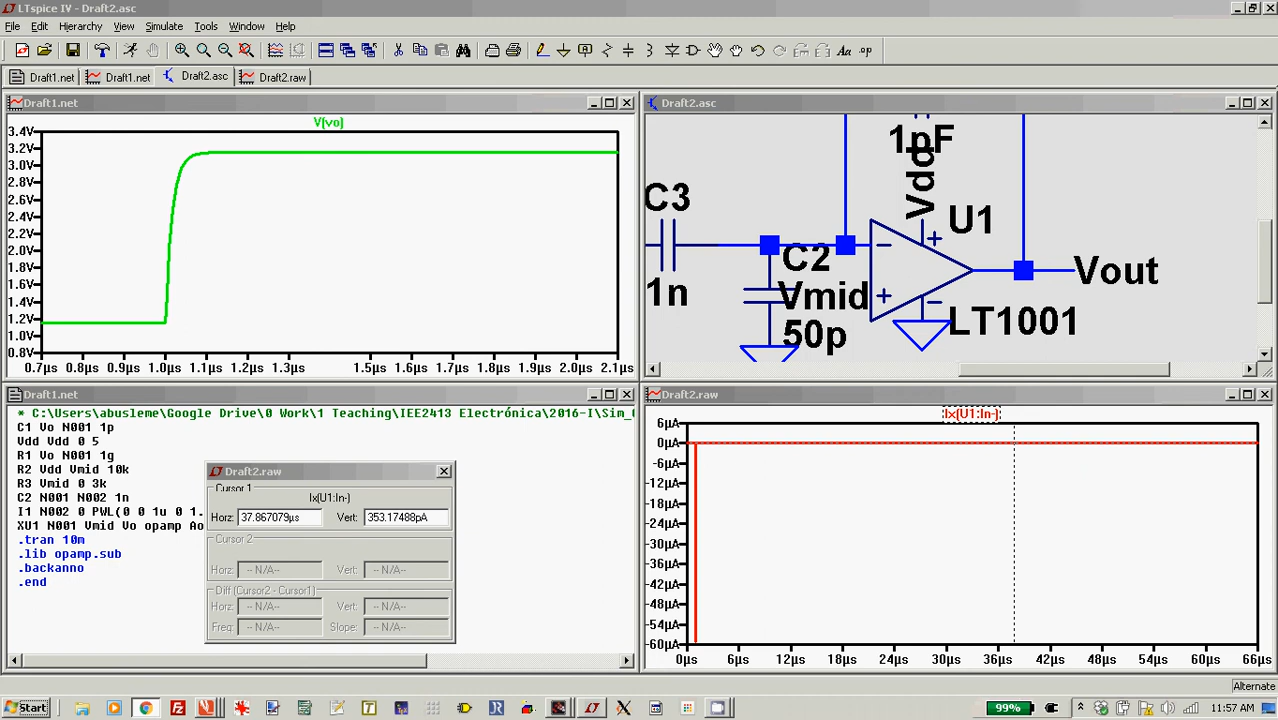 LTspice IV - Draft2.asc
File Edit Hierarchy View Simulate Tools Window Help
Draft1.net Draft1.net Draft2.asc Draft2.raw
Draft1.net
V(vo)
3.4V
3.2V
3.0V
2.8V
2.6V
2.4V
2.2V
2.0V
1.8V
1.6V
1.4V
1.2V
1.0V
0.8V
0.7µs 0.8µs 0.9µs 1.0µs 1.1µs 1.2µs 1.3µs 1.5µs 1.6µs 1.7µs 1.8µs 1.9µs 2.0µs 2.1µs
Draft2.asc
1pF
Vdd
C3
1n
U1
C2
Vmid
50p
Vout
LT1001
Draft1.net
* C:\Users\abusleme\Google Drive\0 Work\1 Teaching\IEE2413 Electrónica\2016-I\Sim_
C1 Vo N001 1p
Vdd Vdd 0 5
R1 Vo N001 1g
R2 Vdd Vmid 10k
R3 Vmid 0 3k
C2 N001 N002 1n
I1 N002 0 PWL(0 0 1u 0 1.
XU1 N001 Vmid Vo opamp Ao
.tran 10m
.lib opamp.sub
.backanno
.end
Draft2.raw
Cursor 1
Ix(U1:In-)
Horz: 37.867079µs Vert: 353.17488pA
Cursor 2
Horz: -- N/A-- Vert: -- N/A--
Diff (Cursor2 - Cursor1)
Horz: -- N/A-- Vert: -- N/A--
Freq: -- N/A-- Slope: -- N/A--
Draft2.raw
Ix(U1:In-)
6µA
0µA
-6µA
-12µA
-18µA
-24µA
-30µA
-36µA
-42µA
-48µA
-54µA
-60µA
0µs 6µs 12µs 18µs 24µs 30µs 36µs 42µs 48µs 54µs 60µs 66µs
Alternate
Start
99%
11:57 AM